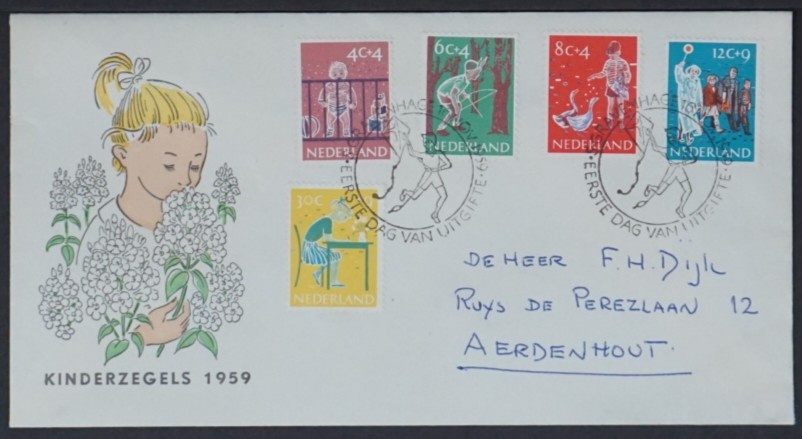 4c+4
NEDERLAND
6c+4
NEDERLAND
8c+4
NEDERLAND
12c+9
NEDERLAND
30c
NEDERLAND
EERSTE DAG VAN UITGIFTE
EERSTE DAG VAN UITGIFTE
DE HEER F.H. Dijk
RUYS DE PEREZLAAN 12
AERDENHOUT.
KINDERZEGELS 1959